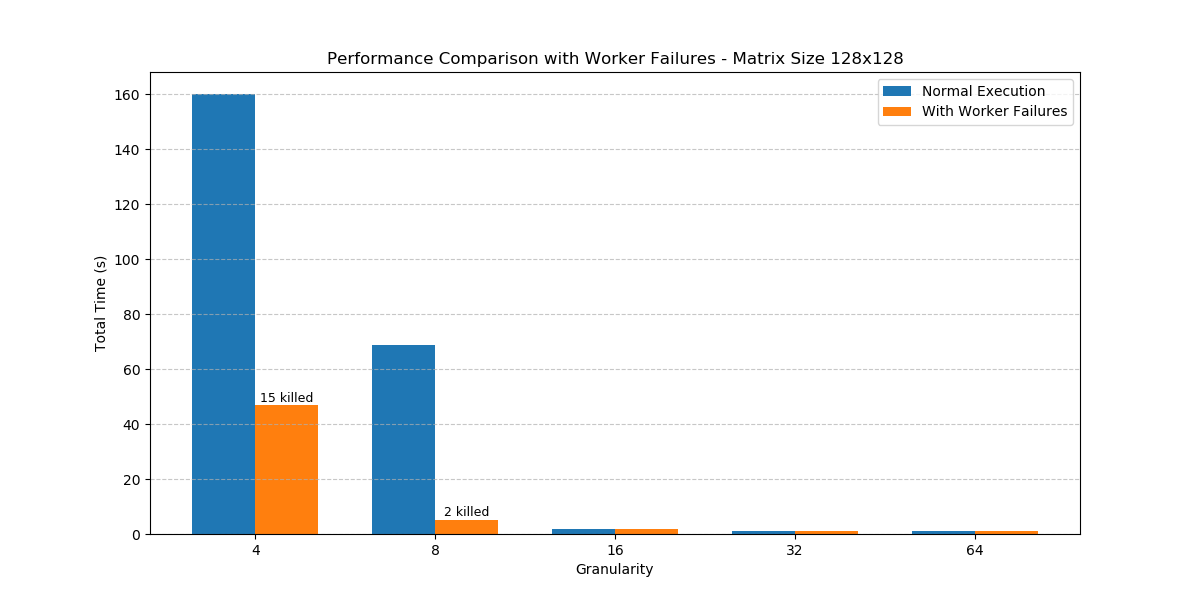 Performance Comparison with Worker Failures - Matrix Size 128x128
Normal Execution
With Worker Failures
160
140
120
100
80
60
40
20
0
Total Time (s)
15 killed
2 killed
4
8
16
32
64
Granularity